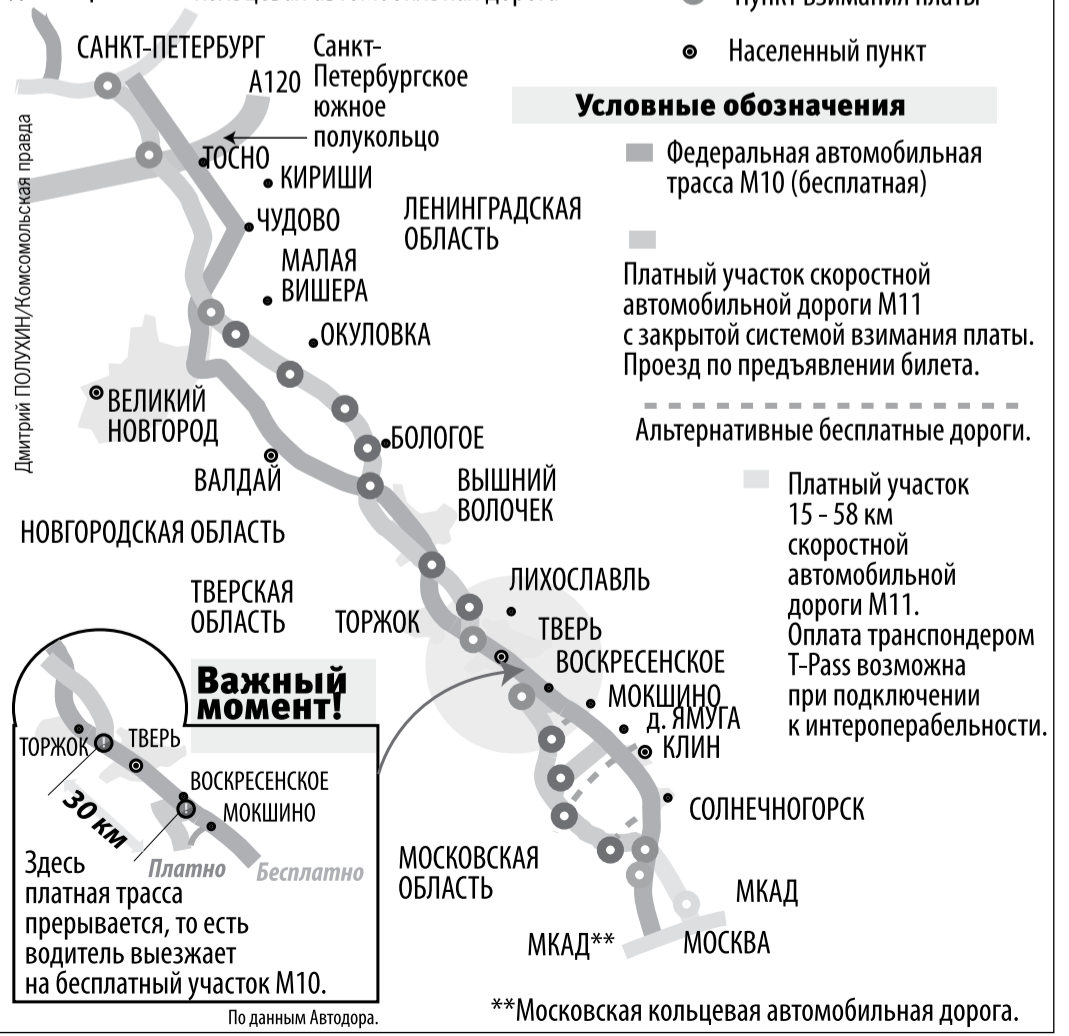 Кольцевая автомобильная дорога
Пункт взимания платы
Населенный пункт
Условные обозначения
Федеральная автомобильная
трасса М10 (бесплатная)
Платный участок скоростной
автомобильной дороги М11
с закрытой системой взимания платы.
Проезд по предъявлении билета.
Альтернативные бесплатные дороги.
Платный участок
15 - 58 км
скоростной
автомобильной
дороги М11.
Оплата транспондером
T-Pass возможна
при подключении
к интероперабельности.
САНКТ-ПЕТЕРБУРГ
А120
Санкт-
Петербургское
южное
полукольцо
ТОСНО
КИРИШИ
ЧУДОВО
ЛЕНИНГРАДСКАЯ
ОБЛАСТЬ
МАЛАЯ
ВИШЕРА
ОКУЛОВКА
ВЕЛИКИЙ
НОВГОРОД
БОЛОГОЕ
ВАЛДАЙ
ВЫШНИЙ
ВОЛОЧЕК
НОВГОРОДСКАЯ ОБЛАСТЬ
ТВЕРСКАЯ
ОБЛАСТЬ
ТОРЖОК
ЛИХОСЛАВЛЬ
ТВЕРЬ
ВОСКРЕСЕНСКОЕ
МОКШИНО
д. ЯМУГА
КЛИН
СОЛНЕЧНОГОРСК
МОСКОВСКАЯ
ОБЛАСТЬ
МКАД
МКАД**
МОСКВА
Важный
момент!
ТОРЖОК
ТВЕРЬ
ВОСКРЕСЕНСКОЕ
МОКШИНО
30 км
Платно
Бесплатно
Здесь
платная трасса
прерывается, то есть
водитель выезжает
на бесплатный участок М10.
По данным Автодора.
**Московская кольцевая автомобильная дорога.
Дмитрий ПОЛУХИН/Комсомольская правда